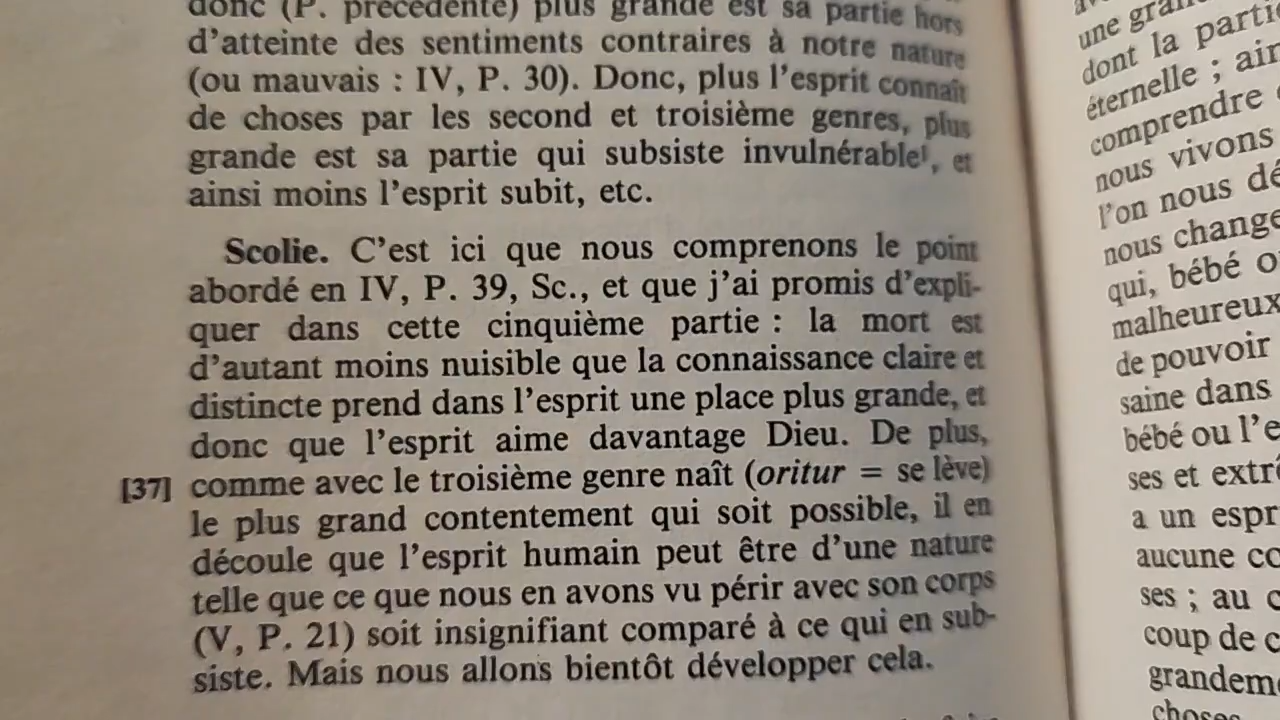 donc (P. précédente) plus grande est sa partie hors
d'atteinte des sentiments contraires à notre nature
(ou mauvais : IV, P. 30). Donc, plus l'esprit connaît
de choses par les second et troisième genres, plus
grande est sa partie qui subsiste invulnérable¹, et
ainsi moins l'esprit subit, etc.
Scolie. C'est ici que nous comprenons le point
abordé en IV, P. 39, Sc., et que j'ai promis d'expli-
quer dans cette cinquième partie : la mort est
d'autant moins nuisible que la connaissance claire et
distincte prend dans l'esprit une place plus grande, et
donc que l'esprit aime davantage Dieu. De plus,
[37] comme avec le troisième genre naît (oritur = se lève)
le plus grand contentement qui soit possible, il en
découle que l'esprit humain peut être d'une nature
telle que ce que nous en avons vu périr avec son corps
(V, P. 21) soit insignifiant comparé à ce qui en sub-
siste. Mais nous allons bientôt développer cela.
une
dont la
éternelle ;
comprendre
nous vivons
l'on nous
nous
qui, bébé
malheureux
de pouvoir
saine dans
bébé ou
ses et
a un
aucune
ses ; au
coup de
choses